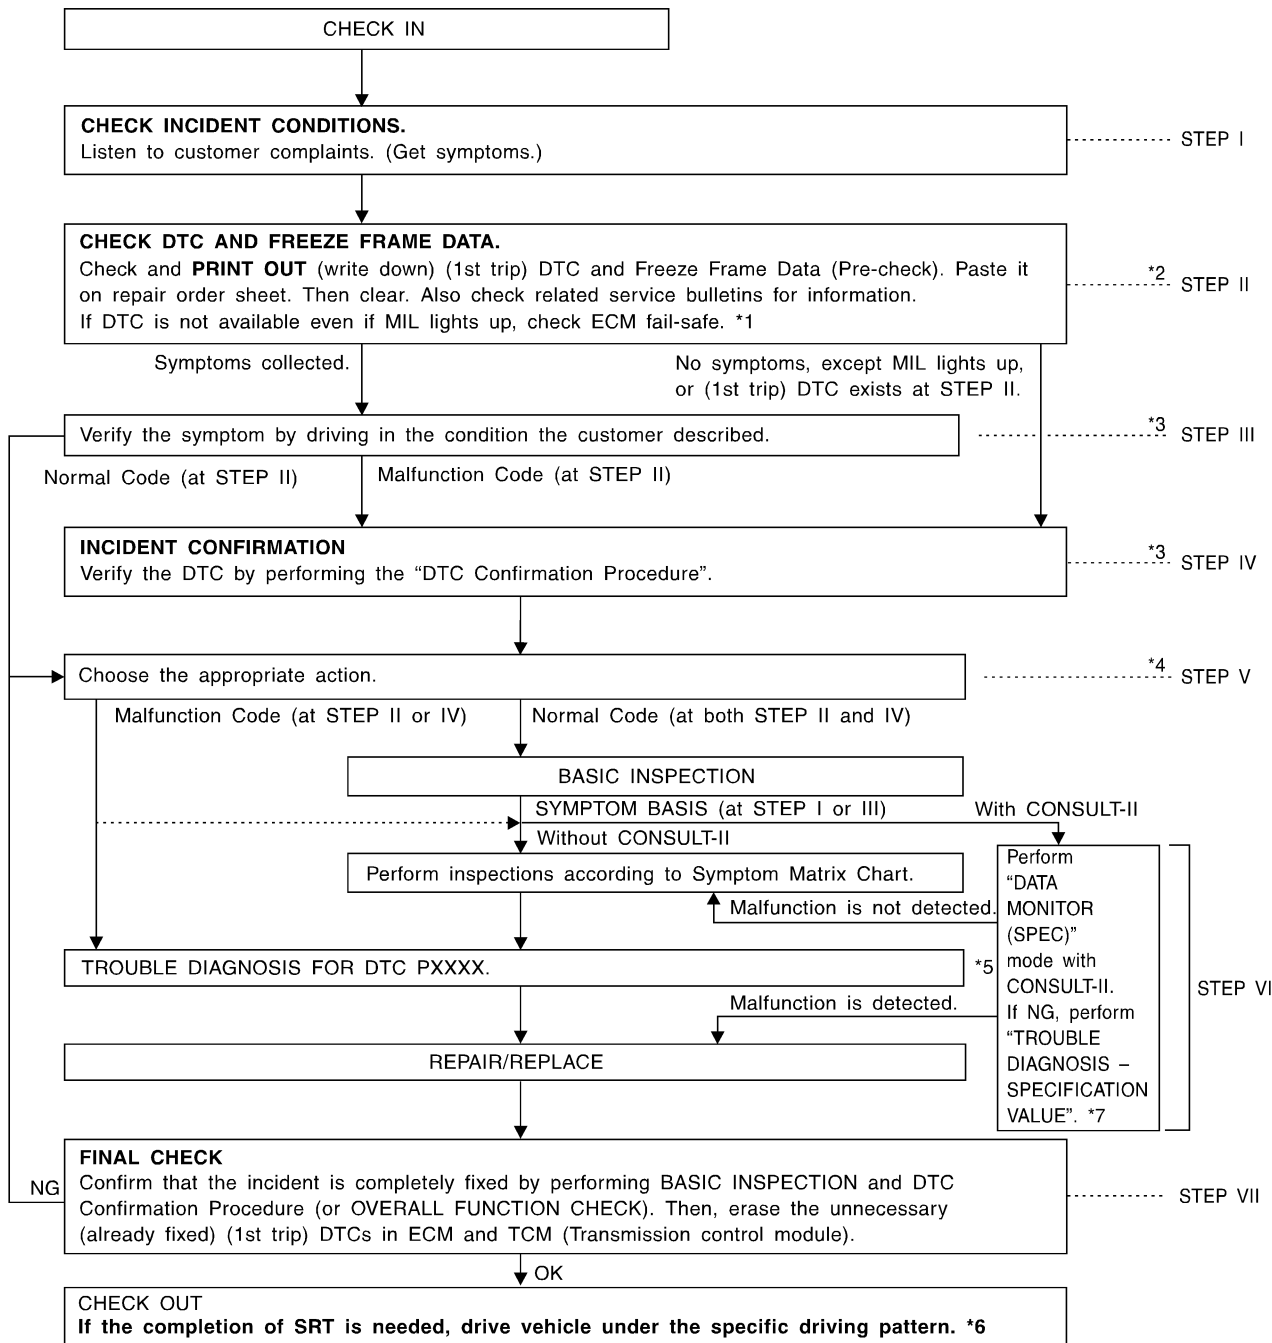 CHECK IN
CHECK INCIDENT CONDITIONS.
Listen to customer complaints. (Get symptoms.)
STEP I
CHECK DTC AND FREEZE FRAME DATA.
Check and PRINT OUT (write down) (1st trip) DTC and Freeze Frame Data (Pre-check). Paste it
on repair order sheet. Then clear. Also check related service bulletins for information.
If DTC is not available even if MIL lights up, check ECM fail-safe. *1
*2
STEP II
Symptoms collected.
No symptoms, except MIL lights up,
or (1st trip) DTC exists at STEP II.
Verify the symptom by driving in the condition the customer described.
*3
STEP III
Normal Code (at STEP II)
Malfunction Code (at STEP II)
INCIDENT CONFIRMATION
Verify the DTC by performing the “DTC Confirmation Procedure”.
*3
STEP IV
Choose the appropriate action.
*4
STEP V
Malfunction Code (at STEP II or IV)
Normal Code (at both STEP II and IV)
BASIC INSPECTION
SYMPTOM BASIS (at STEP I or III)
With CONSULT-II
Without CONSULT-II
Perform inspections according to Symptom Matrix Chart.
Perform
“DATA
MONITOR
(SPEC)”
mode with
CONSULT-II.
If NG, perform
“TROUBLE
DIAGNOSIS –
SPECIFICATION
VALUE”. *7
STEP VI
Malfunction is not detected.
TROUBLE DIAGNOSIS FOR DTC PXXXX.
*5
Malfunction is detected.
REPAIR/REPLACE
FINAL CHECK
Confirm that the incident is completely fixed by performing BASIC INSPECTION and DTC
Confirmation Procedure (or OVERALL FUNCTION CHECK). Then, erase the unnecessary
(already fixed) (1st trip) DTCs in ECM and TCM (Transmission control module).
NG
STEP VII
OK
CHECK OUT
If the completion of SRT is needed, drive vehicle under the specific driving pattern. *6